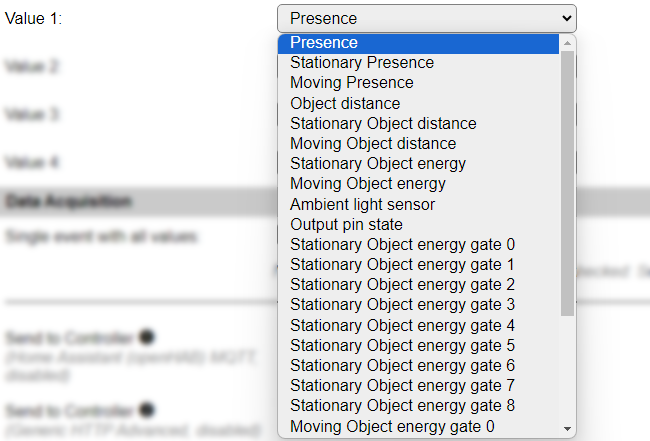 Value 1:
Presence
Presence
Stationary Presence
Moving Presence
Object distance
Stationary Object distance
Moving Object distance
Stationary Object energy
Moving Object energy
Ambient light sensor
Output pin state
Stationary Object energy gate 0
Stationary Object energy gate 1
Stationary Object energy gate 2
Stationary Object energy gate 3
Stationary Object energy gate 4
Stationary Object energy gate 5
Stationary Object energy gate 6
Stationary Object energy gate 7
Stationary Object energy gate 8
Moving Object energy gate 0
Value 2
Value 3
Value 4
Data Acquisition
Single event with all values:
Send to Controller
(Home Assistant (openHAB) MQTT,
disabled)
Send to Controller
(Generic HTTP Advanced, disabled)